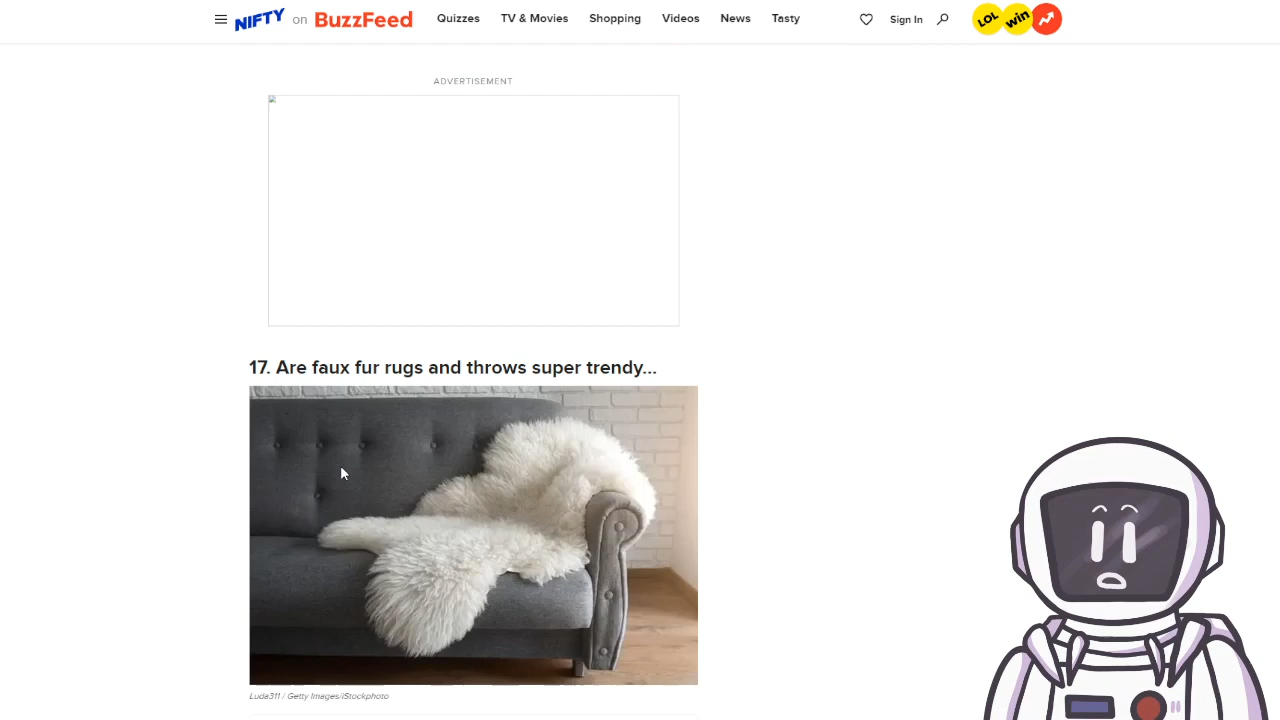 NIFTY on BuzzFeed Quizzes TV & Movies Shopping Videos News Tasty Sign In LOL win
ADVERTISEMENT
17. Are faux fur rugs and throws super trendy...
Luda311 / Getty Images/iStockphoto